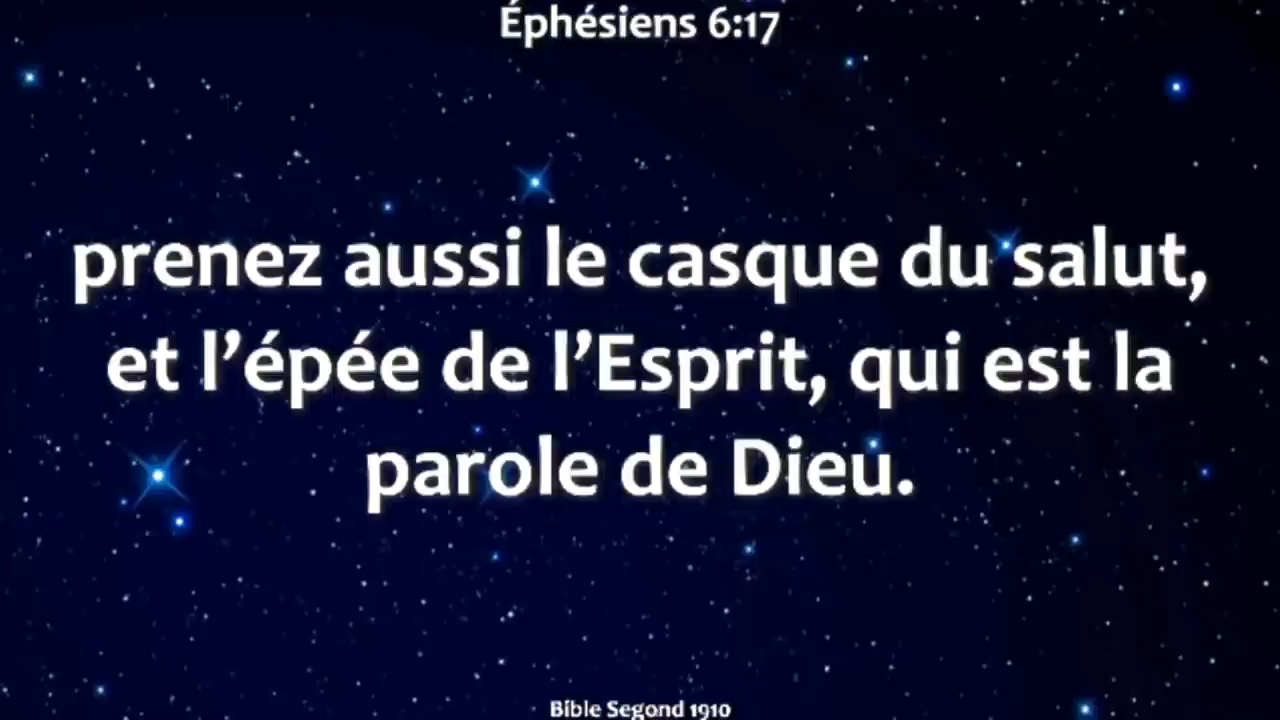 Éphésiens 6:17
prenez aussi le casque du salut,
et l’épée de l’Esprit, qui est la
parole de Dieu.
Bible Segond 1910